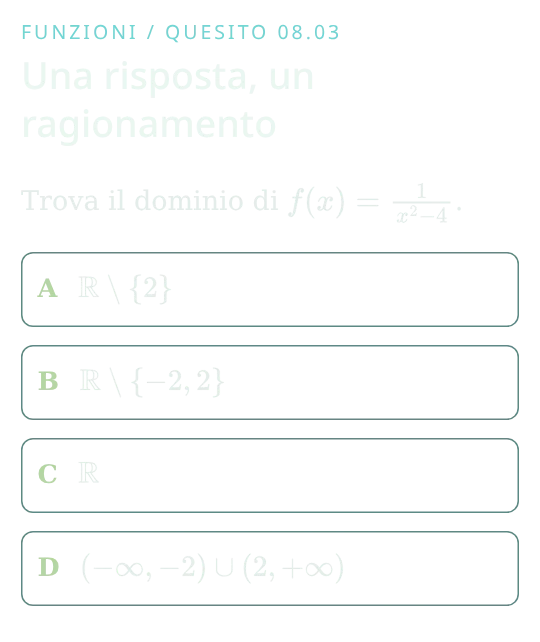 FUNZIONI / QUESITO 08.03
Una risposta, un
ragionamento
Trova il dominio di f(x) = 1/(x²−4).
A ℝ \ {2}
B ℝ \ {−2, 2}
C ℝ
D (−∞, −2) ∪ (2, +∞)